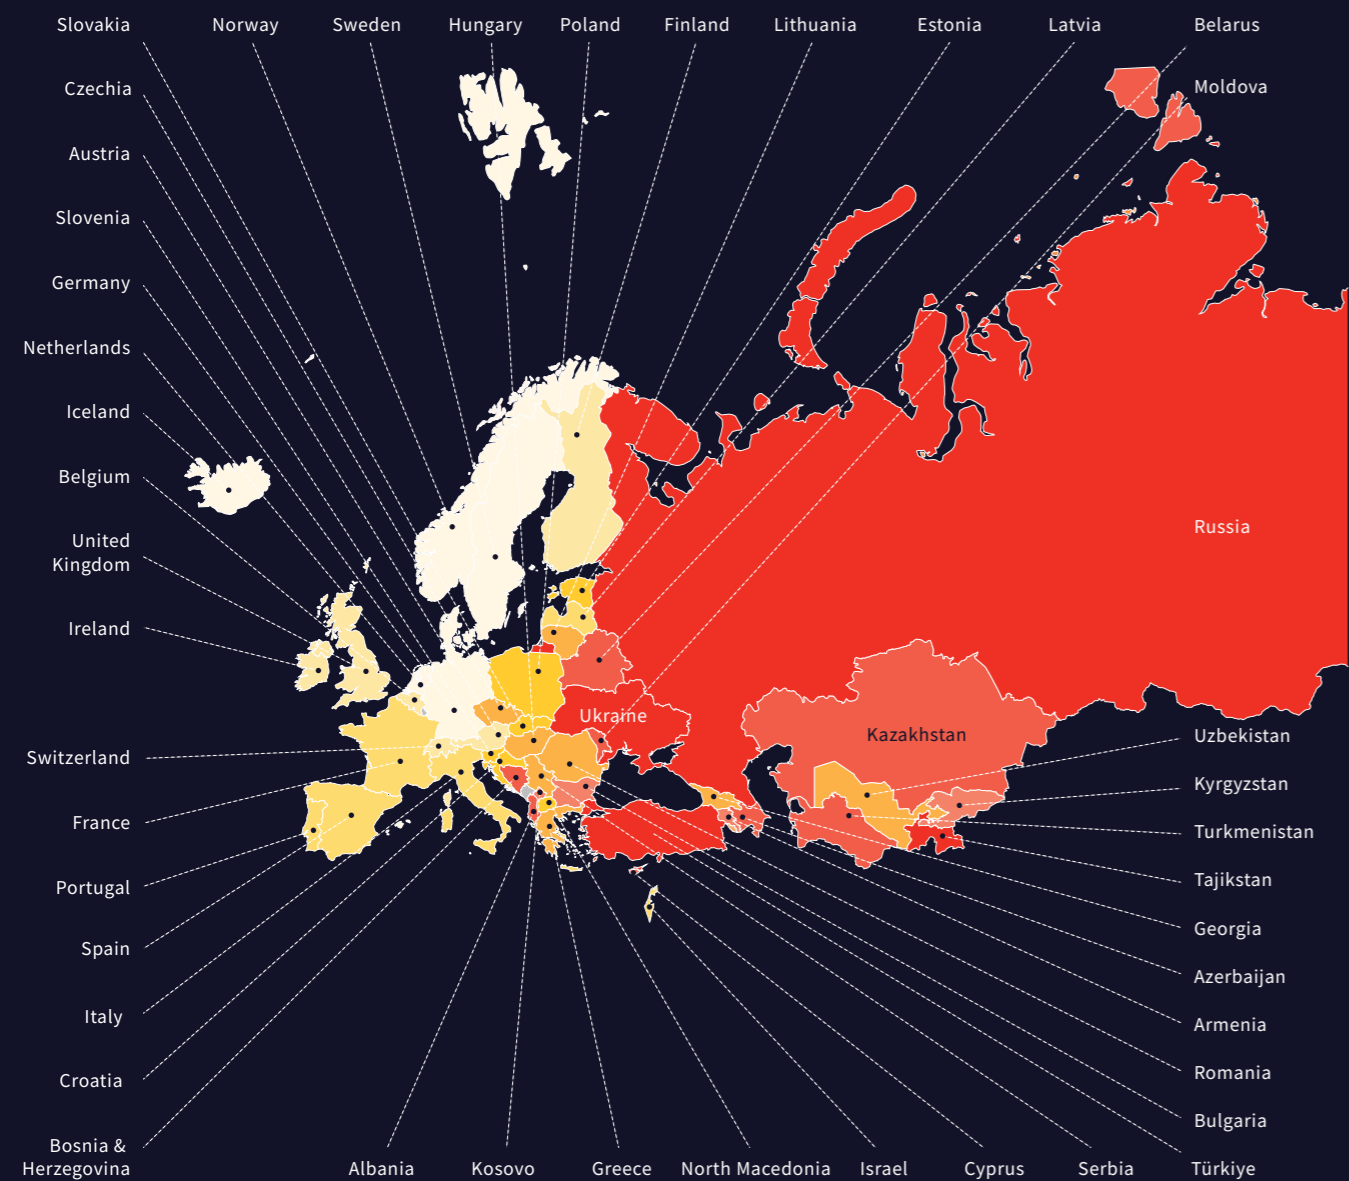 Slovakia
Norway
Sweden
Hungary
Poland
Finland
Lithuania
Estonia
Latvia
Belarus
Czechia
Moldova
Austria
Slovenia
Germany
Netherlands
Iceland
Belgium
United
Kingdom
Russia
Ireland
Ukraine
Kazakhstan
Uzbekistan
Switzerland
Kyrgyzstan
France
Turkmenistan
Portugal
Tajikstan
Georgia
Spain
Azerbaijan
Italy
Armenia
Croatia
Romania
Bulgaria
Bosnia &
Herzegovina
Albania
Kosovo
Greece
North Macedonia
Israel
Cyprus
Serbia
Türkiye